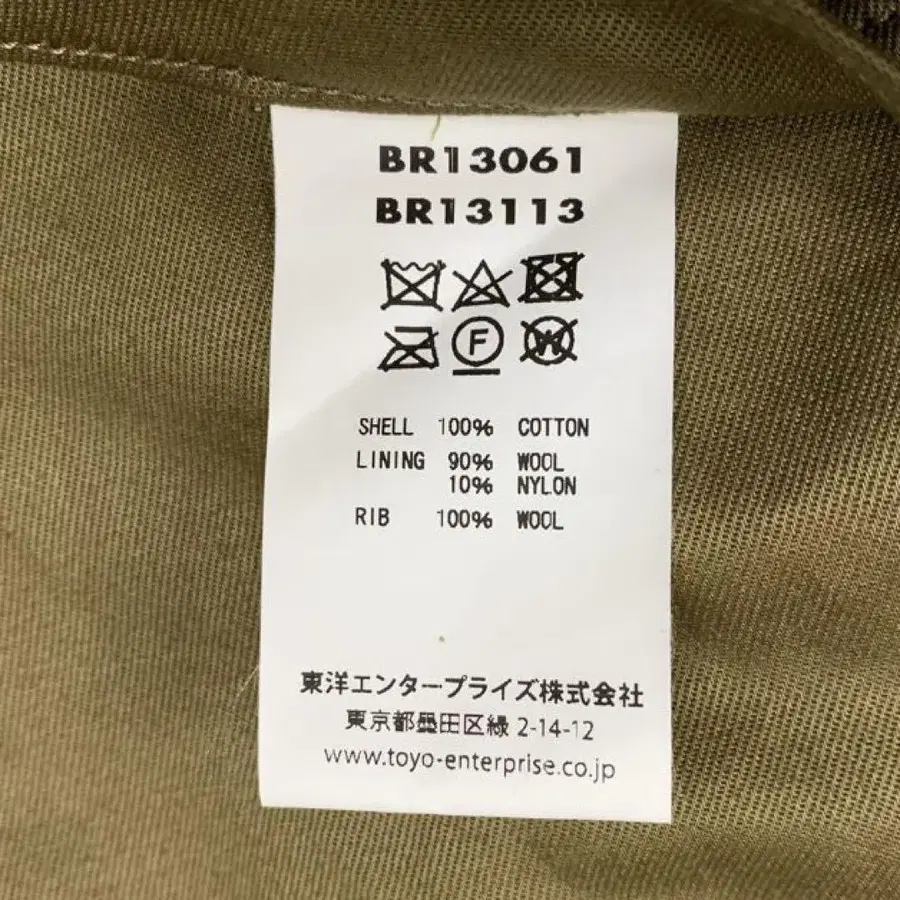 BR13061
BR13113
F
W
SHELL 100% COTTON
LINING 90% WOOL
10% NYLON
RIB 100% WOOL
東洋エンタープライズ株式会社
東京都墨田区緑 2-14-12
www.toyo-enterprise.co.jp